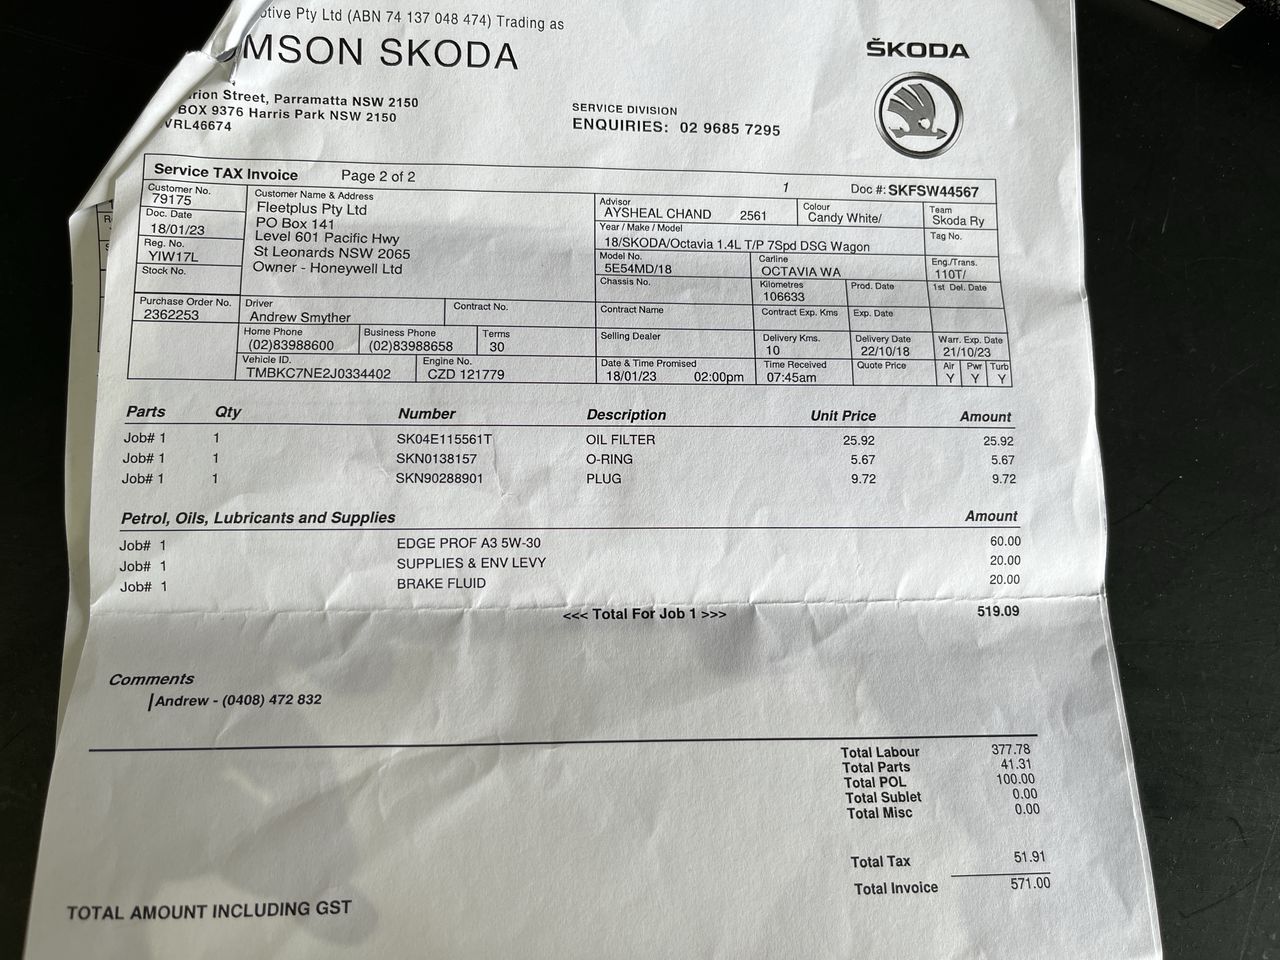 otive Pty Ltd (ABN 74 137 048 474) Trading as
MSON SKODA
ŠKODA
rion Street, Parramatta NSW 2150
BOX 9376 Harris Park NSW 2150
VRL46674
SERVICE DIVISION
ENQUIRIES: 02 9685 7295
Service TAX Invoice Page 2 of 2 1 Doc #: SKFSW44567
Customer No.
79175
Doc. Date
18/01/23
Reg. No.
YIW17L
Stock No.
Customer Name & Address
Fleetplus Pty Ltd
PO Box 141
Level 601 Pacific Hwy
St Leonards NSW 2065
Owner - Honeywell Ltd
Advisor
AYSHEAL CHAND 2561
Colour
Candy White/
Team
Skoda Ry
Year / Make / Model
18/SKODA/Octavia 1.4L T/P 7Spd DSG Wagon
Tag No.
Model No.
5E54MD/18
Carline
OCTAVIA WA
Eng./Trans.
110T/
Chassis No.
Kilometres
106633
Prod. Date
1st Del. Date
Purchase Order No.
2362253
Driver
Andrew Smyther
Contract No.
Contract Name
Contract Exp. Kms
Exp. Date
Home Phone
(02)83988600
Business Phone
(02)83988658
Terms
30
Selling Dealer
Delivery Kms.
10
Delivery Date
22/10/18
Warr. Exp. Date
21/10/23
Vehicle ID.
TMBKC7NE2J0334402
Engine No.
CZD 121779
Date & Time Promised
18/01/23 02:00pm
Time Received
07:45am
Quote Price
Air Pwr Turb
Y Y Y
Parts Qty Number Description Unit Price Amount
Job# 1 1 SK04E115561T OIL FILTER 25.92 25.92
Job# 1 1 SKN0138157 O-RING 5.67 5.67
Job# 1 1 SKN90288901 PLUG 9.72 9.72
Petrol, Oils, Lubricants and Supplies Amount
Job# 1 EDGE PROF A3 5W-30 60.00
Job# 1 SUPPLIES & ENV LEVY 20.00
Job# 1 BRAKE FLUID 20.00
<<< Total For Job 1 >>> 519.09
Comments
Andrew - (0408) 472 832
Total Labour 377.78
Total Parts 41.31
Total POL 100.00
Total Sublet 0.00
Total Misc 0.00
Total Tax 51.91
Total Invoice 571.00
TOTAL AMOUNT INCLUDING GST